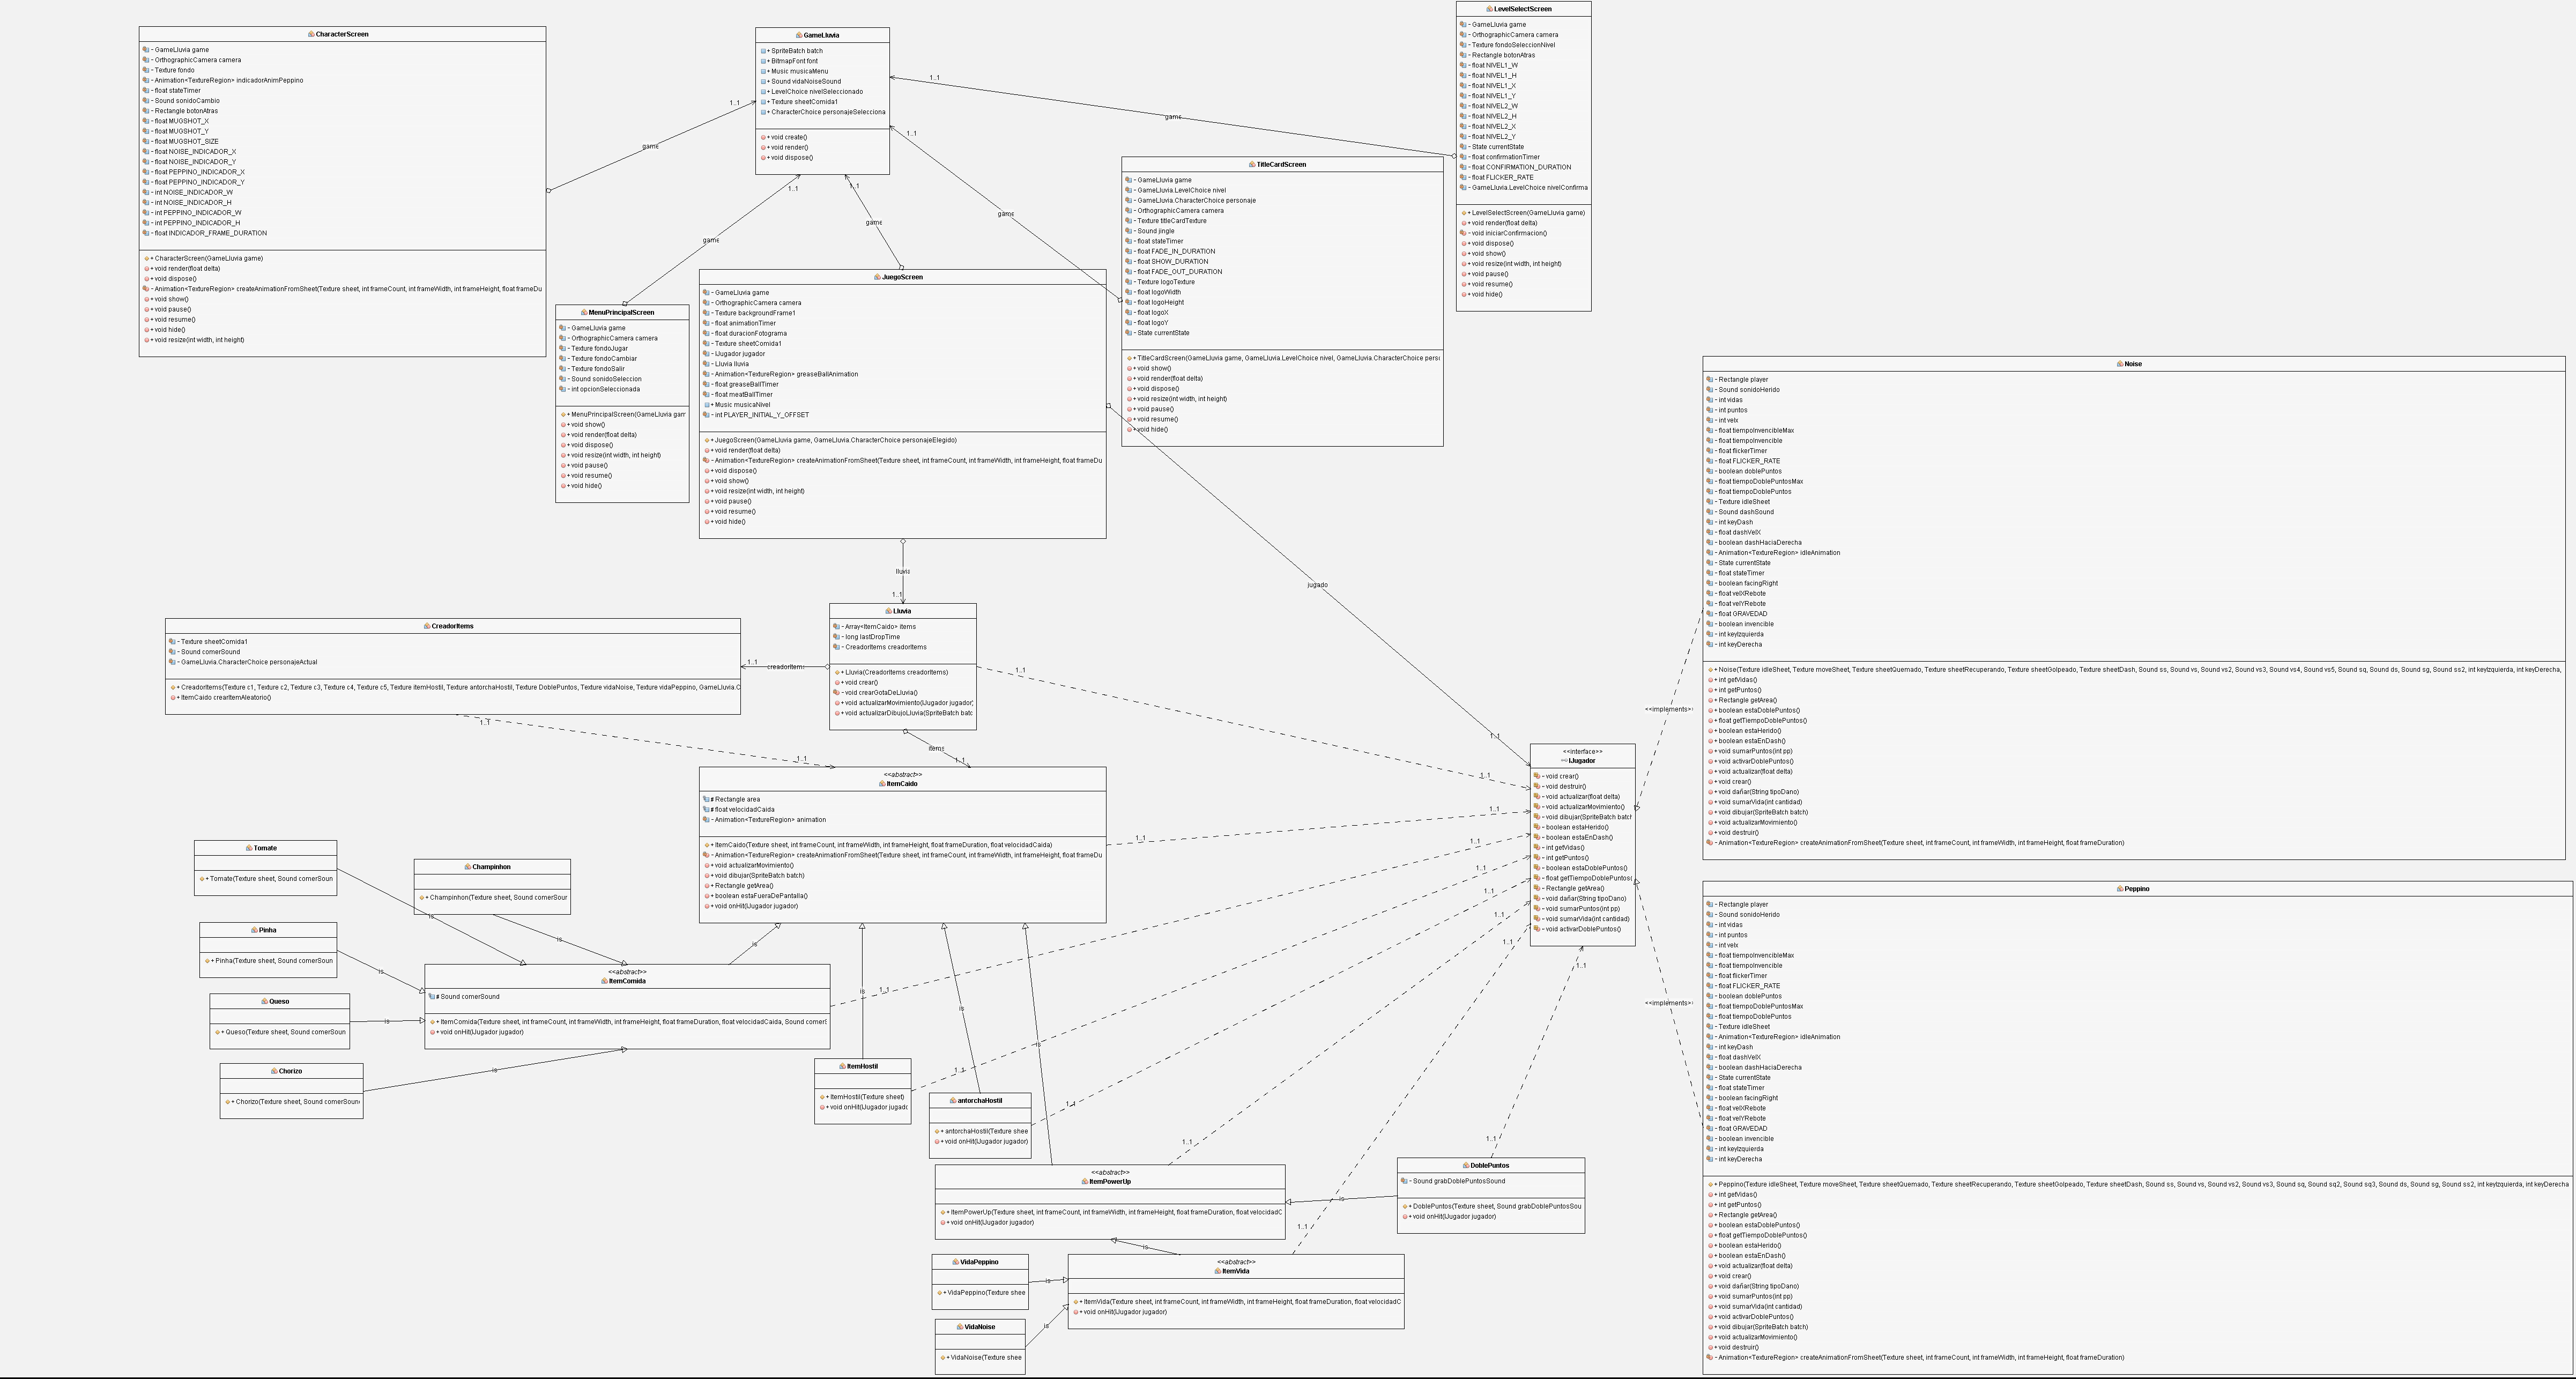 CharacterScreen
- GameLluvia game
- OrthographicCamera camera
- Texture fondo
- Animation<TextureRegion> indicadorAnimPeppino
- float stateTimer
- Sound sonidoCambio
- Rectangle botonAtras
- float MUGSHOT_X
- float MUGSHOT_Y
- float MUGSHOT_SIZE
- float NOISE_INDICADOR_X
- float NOISE_INDICADOR_Y
- float PEPPINO_INDICADOR_X
- float PEPPINO_INDICADOR_Y
- int NOISE_INDICADOR_W
- int NOISE_INDICADOR_H
- int PEPPINO_INDICADOR_W
- int PEPPINO_INDICADOR_H
- float INDICADOR_FRAME_DURATION
+ CharacterScreen(GameLluvia game)
+ void render(float delta)
+ void dispose()
- Animation<TextureRegion> createAnimationFromSheet(Texture sheet, int frameCount, int frameWidth, int frameHeight, float frameDu
+ void show()
+ void pause()
+ void resume()
+ void hide()
+ void resize(int width, int height)
GameLluvia
+ SpriteBatch batch
+ BitmapFont font
+ Music musicaMenu
+ Sound vidaNoiseSound
+ LevelChoice nivelSeleccionado
+ Texture sheetComida1
+ CharacterChoice personajeSelecciona
+ void create()
+ void render()
+ void dispose()
LevelSelectScreen
- GameLluvia game
- OrthographicCamera camera
- Texture fondoSeleccionNivel
- Rectangle botonAtras
- float NIVEL1_W
- float NIVEL1_H
- float NIVEL1_X
- float NIVEL1_Y
- float NIVEL2_W
- float NIVEL2_H
- float NIVEL2_X
- float NIVEL2_Y
- State currentState
- float confirmationTimer
- float CONFIRMATION_DURATION
- float FLICKER_RATE
- GameLluvia.LevelChoice nivelConfirma
+ LevelSelectScreen(GameLluvia game)
+ void render(float delta)
- void iniciarConfirmacion()
+ void dispose()
+ void show()
+ void resize(int width, int height)
+ void pause()
+ void resume()
+ void hide()
1..1
game
1..1
game
1..1
game
1..1
game
1..1
game
TitleCardScreen
- GameLluvia game
- GameLluvia.LevelChoice nivel
- GameLluvia.CharacterChoice personaje
- OrthographicCamera camera
- Texture titleCardTexture
- Sound jingle
- float stateTimer
- float FADE_IN_DURATION
- float SHOW_DURATION
- float FADE_OUT_DURATION
- Texture logoTexture
- float logoWidth
- float logoHeight
- float logoX
- float logoY
- State currentState
+ TitleCardScreen(GameLluvia game, GameLluvia.LevelChoice nivel, GameLluvia.CharacterChoice perso
+ void show()
+ void render(float delta)
+ void dispose()
+ void resize(int width, int height)
+ void pause()
+ void resume()
+ void hide()
MenuPrincipalScreen
- GameLluvia game
- OrthographicCamera camera
- Texture fondoJugar
- Texture fondoCambiar
- Texture fondoSalir
- Sound sonidoSeleccion
- int opcionSeleccionada
+ MenuPrincipalScreen(GameLluvia gam
+ void show()
+ void render(float delta)
+ void dispose()
+ void resize(int width, int height)
+ void pause()
+ void resume()
+ void hide()
JuegoScreen
- GameLluvia game
- OrthographicCamera camera
- Texture backgroundFrame1
- float animationTimer
- float duracionFotograma
- Texture sheetComida1
- IJugador jugador
- Lluvia lluvia
- Animation<TextureRegion> greaseBallAnimation
- float greaseBallTimer
- float meatBallTimer
+ Music musicaNivel
- int PLAYER_INITIAL_Y_OFFSET
+ JuegoScreen(GameLluvia game, GameLluvia.CharacterChoice personajeElegido)
+ void render(float delta)
- Animation<TextureRegion> createAnimationFromSheet(Texture sheet, int frameCount, int frameWidth, int frameHeight, float frameDu
+ void dispose()
+ void show()
+ void resize(int width, int height)
+ void pause()
+ void resume()
+ void hide()
lluvia
1..1
jugado
1..1
CreadorItems
- Texture sheetComida1
- Sound comerSound
- GameLluvia.CharacterChoice personajeActual
+ CreadorItems(Texture c1, Texture c2, Texture c3, Texture c4, Texture c5, Texture itemHostil, Texture antorchaHostil, Texture DoblePuntos, Texture vidaNoise, Texture vidaPeppino, GameLluvia.C
+ ItemCaido crearItemAleatorio()
1..1
creadorItem
Lluvia
- Array<ItemCaido> items
- long lastDropTime
- CreadorItems creadorItems
+ Lluvia(CreadorItems creadorItems)
+ void crear()
- void crearGotaDeLluvia()
+ void actualizarMovimiento(IJugador jugador)
+ void actualizarDibujoLluvia(SpriteBatch batc
1..1
1..1
1..1
1..1
items
1..1
Noise
- Rectangle player
- Sound sonidoHerido
- int vidas
- int puntos
- int velx
- float tiempoInvencibleMax
- float tiempoInvencible
- float flickerTimer
- float FLICKER_RATE
- boolean doblePuntos
- float tiempoDoblePuntosMax
- float tiempoDoblePuntos
- Texture idleSheet
- Sound dashSound
- int keyDash
- float dashVelX
- boolean dashHaciaDerecha
- Animation<TextureRegion> idleAnimation
- State currentState
- float stateTimer
- boolean facingRight
- float velXRebote
- float velYRebote
- float GRAVEDAD
- boolean invencible
- int keyIzquierda
- int keyDerecha
+ Noise(Texture idleSheet, Texture moveSheet, Texture sheetQuemado, Texture sheetRecuperando, Texture sheetGolpeado, Texture sheetDash, Sound ss, Sound vs, Sound vs2, Sound vs3, Sound vs4, Sound vs5, Sound sq, Sound ds, Sound sg, Sound ss2, int keyIzquierda, int keyDerecha,
+ int getVidas()
+ int getPuntos()
+ Rectangle getArea()
+ boolean estaDoblePuntos()
+ float getTiempoDoblePuntos()
+ boolean estaHerido()
+ boolean estaEnDash()
+ void sumarPuntos(int pp)
+ void activarDoblePuntos()
+ void actualizar(float delta)
+ void crear()
+ void dañar(String tipoDano)
+ void sumarVida(int cantidad)
+ void dibujar(SpriteBatch batch)
+ void actualizarMovimiento()
+ void destruir()
- Animation<TextureRegion> createAnimationFromSheet(Texture sheet, int frameCount, int frameWidth, int frameHeight, float frameDuration)
<<implements>
<<abstract>>
ItemCaido
# Rectangle area
# float velocidadCaida
- Animation<TextureRegion> animation
+ ItemCaido(Texture sheet, int frameCount, int frameWidth, int frameHeight, float frameDuration, float velocidadCaida)
- Animation<TextureRegion> createAnimationFromSheet(Texture sheet, int frameCount, int frameWidth, int frameHeight, float frameDu
+ void actualizarMovimiento()
+ void dibujar(SpriteBatch batch)
+ Rectangle getArea()
+ boolean estaFueraDePantalla()
+ void onHit(IJugador jugador)
<<interface>>
IJugador
~ void crear()
~ void destruir()
~ void actualizar(float delta)
~ void actualizarMovimiento()
~ void dibujar(SpriteBatch batch
~ boolean estaHerido()
~ boolean estaEnDash()
~ int getVidas()
~ int getPuntos()
~ boolean estaDoblePuntos()
~ float getTiempoDoblePuntos(
~ Rectangle getArea()
~ void dañar(String tipoDano)
~ void sumarPuntos(int pp)
~ void sumarVida(int cantidad)
~ void activarDoblePuntos()
1..1
1..1
1..1
1..1
1..1
1..1
1..1
1..1
Tomate
+ Tomate(Texture sheet, Sound comerSoun
Champinhon
+ Champinhon(Texture sheet, Sound comerSour
Pinha
+ Pinha(Texture sheet, Sound comerSoun
Queso
+ Queso(Texture sheet, Sound comerSoun
Chorizo
+ Chorizo(Texture sheet, Sound comerSoun
is
is
is
is
is
is
is
is
is
<<abstract>>
ItemComida
# Sound comerSound
+ ItemComida(Texture sheet, int frameCount, int frameWidth, int frameHeight, float frameDuration, float velocidadCaida, Sound comerS
+ void onHit(IJugador jugador)
1..1
ItemHostil
+ ItemHostil(Texture sheet)
+ void onHit(IJugador jugado
1..1
antorchaHostil
+ antorchaHostil(Texture shee
+ void onHit(IJugador jugador)
1..1
<<abstract>>
ItemPowerUp
+ ItemPowerUp(Texture sheet, int frameCount, int frameWidth, int frameHeight, float frameDuration, float velocidadC
+ void onHit(IJugador jugador)
1..1
DoblePuntos
- Sound grabDoblePuntosSound
+ DoblePuntos(Texture sheet, Sound grabDoblePuntosSou
+ void onHit(IJugador jugador)
1..1
is
is
VidaPeppino
+ VidaPeppino(Texture shee
is
<<abstract>>
ItemVida
+ ItemVida(Texture sheet, int frameCount, int frameWidth, int frameHeight, float frameDuration, float velocidadC
+ void onHit(IJugador jugador)
1..1
VidaNoise
+ VidaNoise(Texture shee
is
<<implements>
Peppino
- Rectangle player
- Sound sonidoHerido
- int vidas
- int puntos
- int velx
- float tiempoInvencibleMax
- float tiempoInvencible
- float flickerTimer
- float FLICKER_RATE
- boolean doblePuntos
- float tiempoDoblePuntosMax
- float tiempoDoblePuntos
- Texture idleSheet
- Animation<TextureRegion> idleAnimation
- int keyDash
- float dashVelX
- boolean dashHaciaDerecha
- State currentState
- float stateTimer
- boolean facingRight
- float velXRebote
- float velYRebote
- float GRAVEDAD
- boolean invencible
- int keyIzquierda
- int keyDerecha
+ Peppino(Texture idleSheet, Texture moveSheet, Texture sheetQuemado, Texture sheetRecuperando, Texture sheetGolpeado, Texture sheetDash, Sound ss, Sound vs, Sound vs2, Sound vs3, Sound sq, Sound sq2, Sound sq3, Sound ds, Sound sg, Sound ss2, int keyIzquierda, int keyDerecha
+ int getVidas()
+ int getPuntos()
+ Rectangle getArea()
+ boolean estaDoblePuntos()
+ float getTiempoDoblePuntos()
+ boolean estaHerido()
+ boolean estaEnDash()
+ void actualizar(float delta)
+ void crear()
+ void dañar(String tipoDano)
+ void sumarPuntos(int pp)
+ void sumarVida(int cantidad)
+ void activarDoblePuntos()
+ void dibujar(SpriteBatch batch)
+ void actualizarMovimiento()
+ void destruir()
- Animation<TextureRegion> createAnimationFromSheet(Texture sheet, int frameCount, int frameWidth, int frameHeight, float frameDuration)